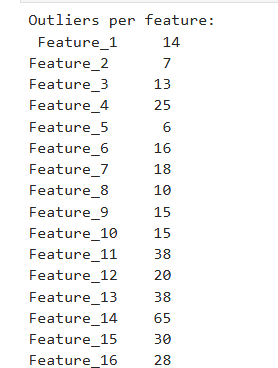 Outliers per feature:
 Feature_1     14
Feature_2      7
Feature_3     13
Feature_4     25
Feature_5      6
Feature_6     16
Feature_7     18
Feature_8     10
Feature_9     15
Feature_10    15
Feature_11    38
Feature_12    20
Feature_13    38
Feature_14    65
Feature_15    30
Feature_16    28